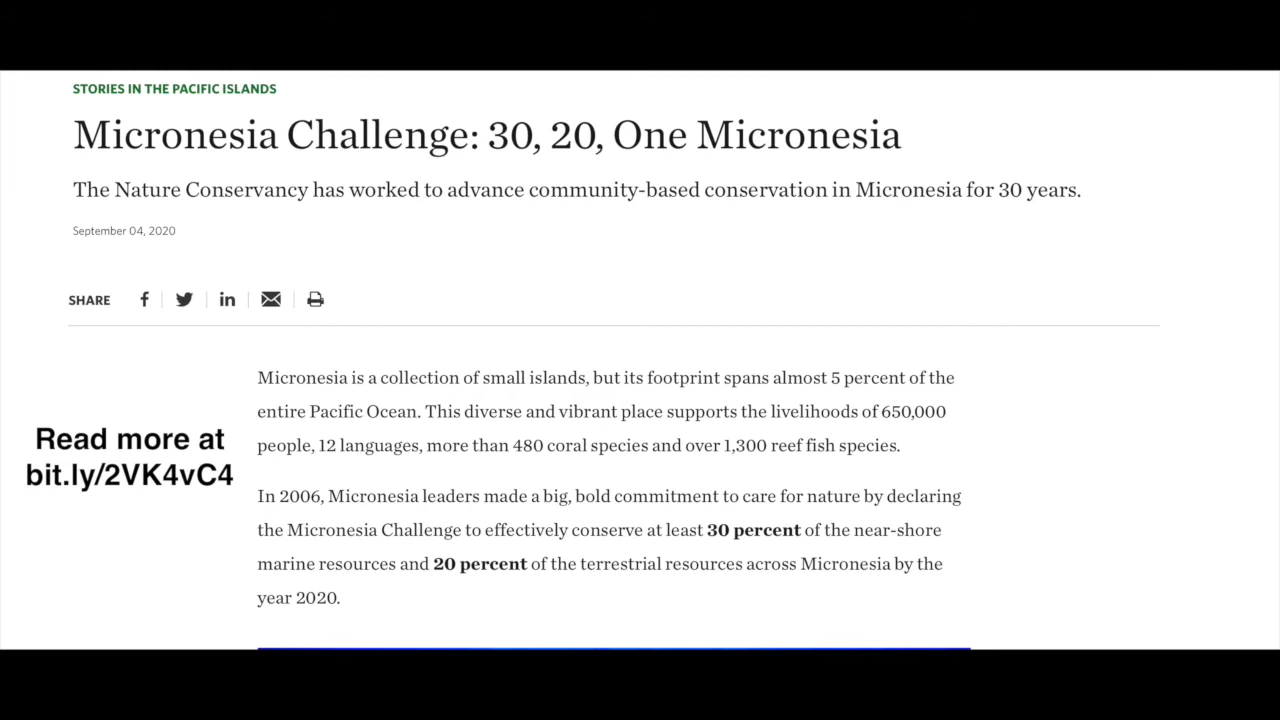 STORIES IN THE PACIFIC ISLANDS
Micronesia Challenge: 30, 20, One Micronesia
The Nature Conservancy has worked to advance community-based conservation in Micronesia for 30 years.
September 04, 2020
SHARE
Micronesia is a collection of small islands, but its footprint spans almost 5 percent of the
entire Pacific Ocean. This diverse and vibrant place supports the livelihoods of 650,000
people, 12 languages, more than 480 coral species and over 1,300 reef fish species.
Read more at
bit.ly/2VK4vC4
In 2006, Micronesia leaders made a big, bold commitment to care for nature by declaring
the Micronesia Challenge to effectively conserve at least 30 percent of the near-shore
marine resources and 20 percent of the terrestrial resources across Micronesia by the
year 2020.